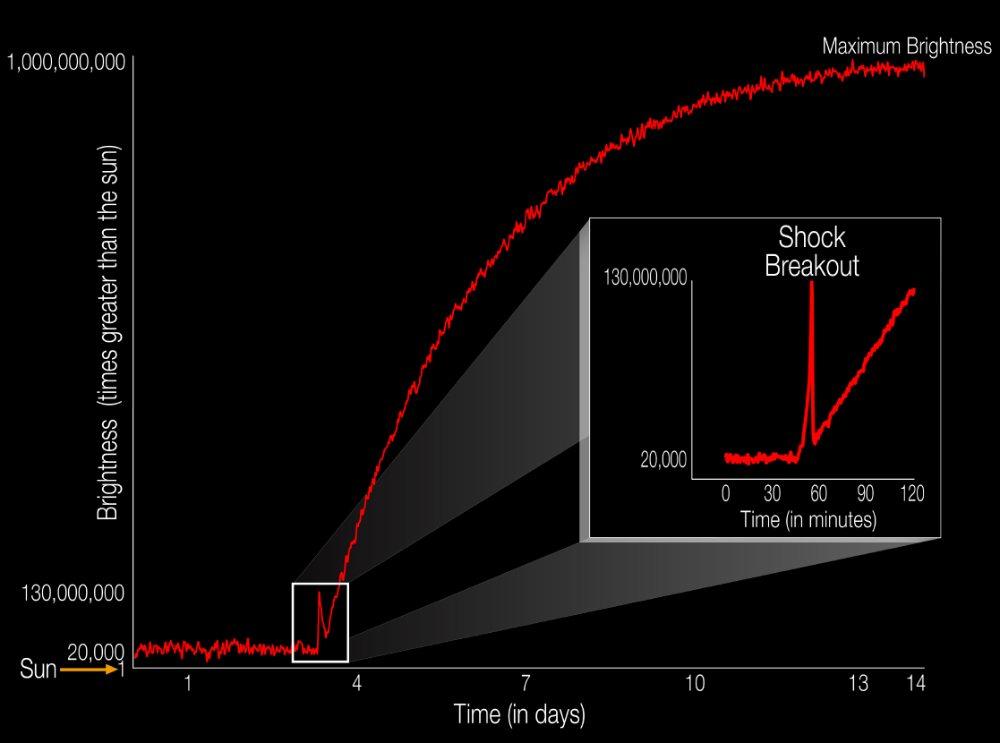 Maximum Brightness
1,000,000,000
Brightness (times greater than the sun)
130,000,000
20,000
1
Sun
1
4
7
10
13
14
Time (in days)
Shock
Breakout
130,000,000
20,000
0
30
60
90
120
Time (in minutes)